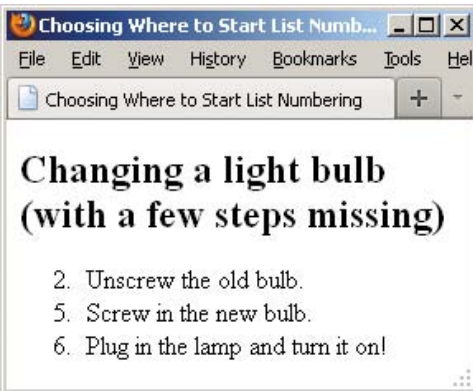 Choosing Where to Start List Numb...
File Edit View History Bookmarks Tools Hel
Choosing Where to Start List Numbering
Changing a light bulb
(with a few steps missing)
2. Unscrew the old bulb.
5. Screw in the new bulb.
6. Plug in the lamp and turn it on!